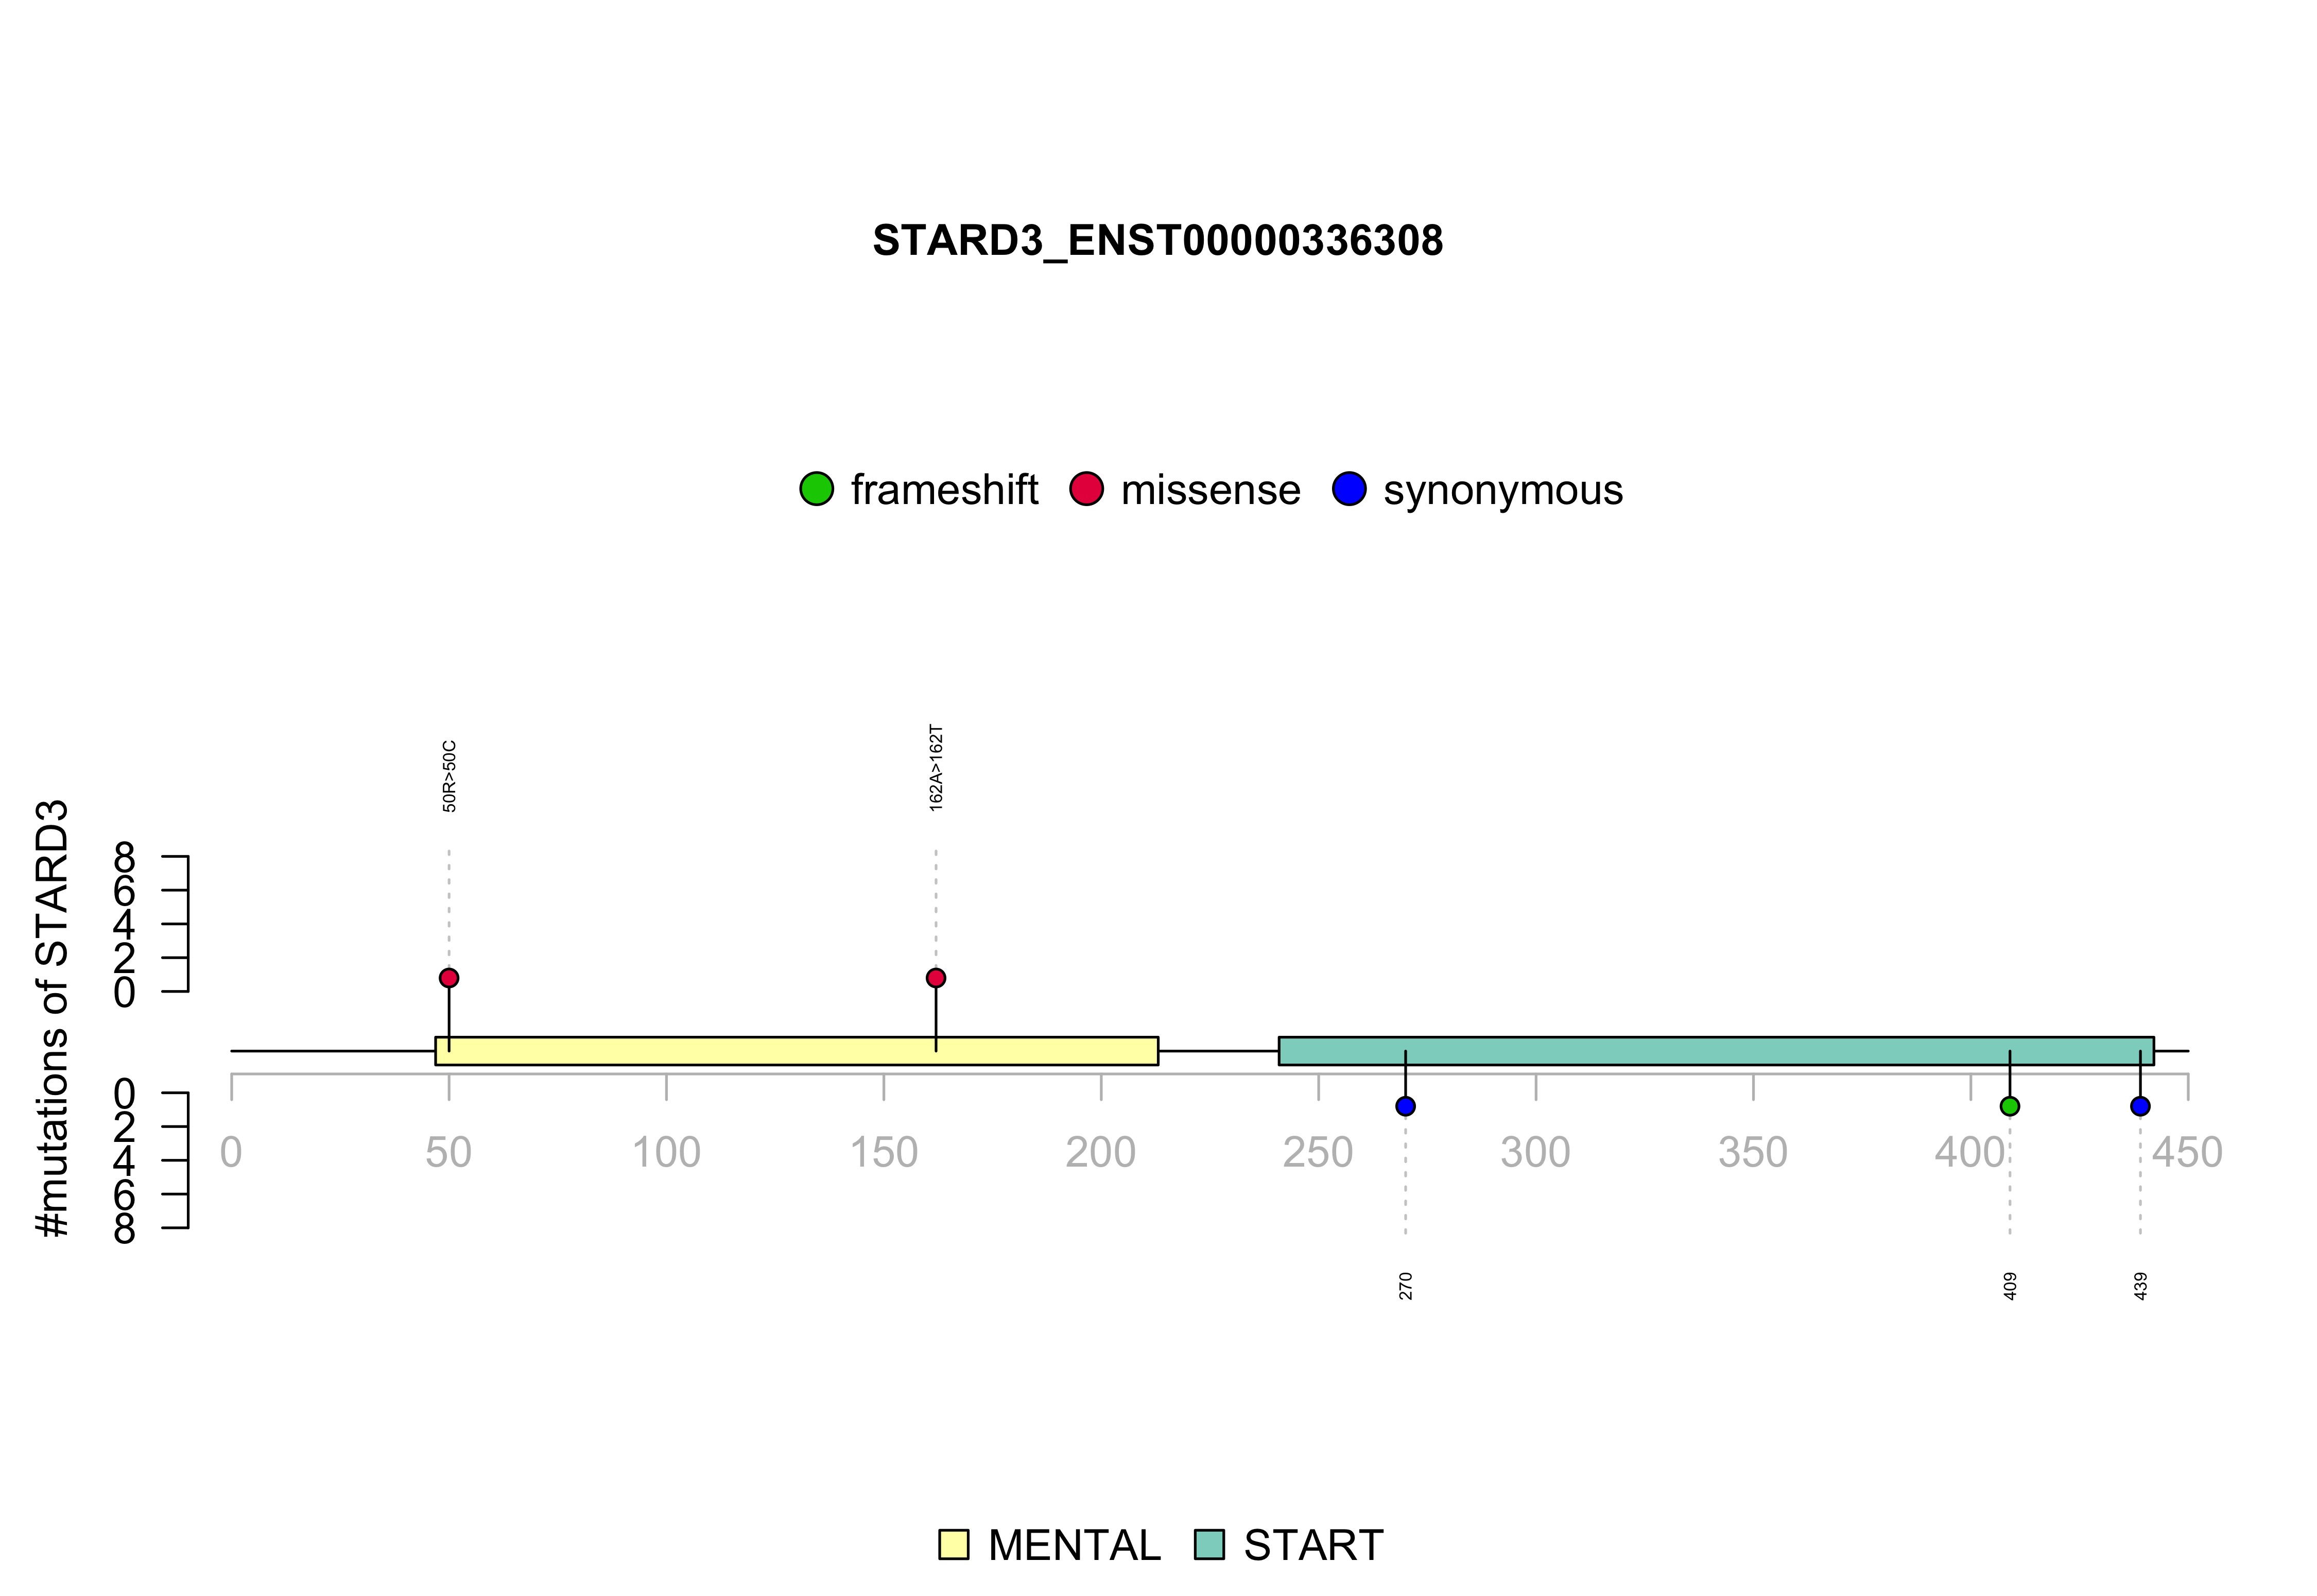 STARD3_ENST00000336308
frameshift missense synonymous
50R>50C 162A>162T
#mutations of STARD3
8
6
4
2
0
0
2
4
6
8
0 50 100 150 200 250 300 350 400 450
270 409 439
MENTAL START